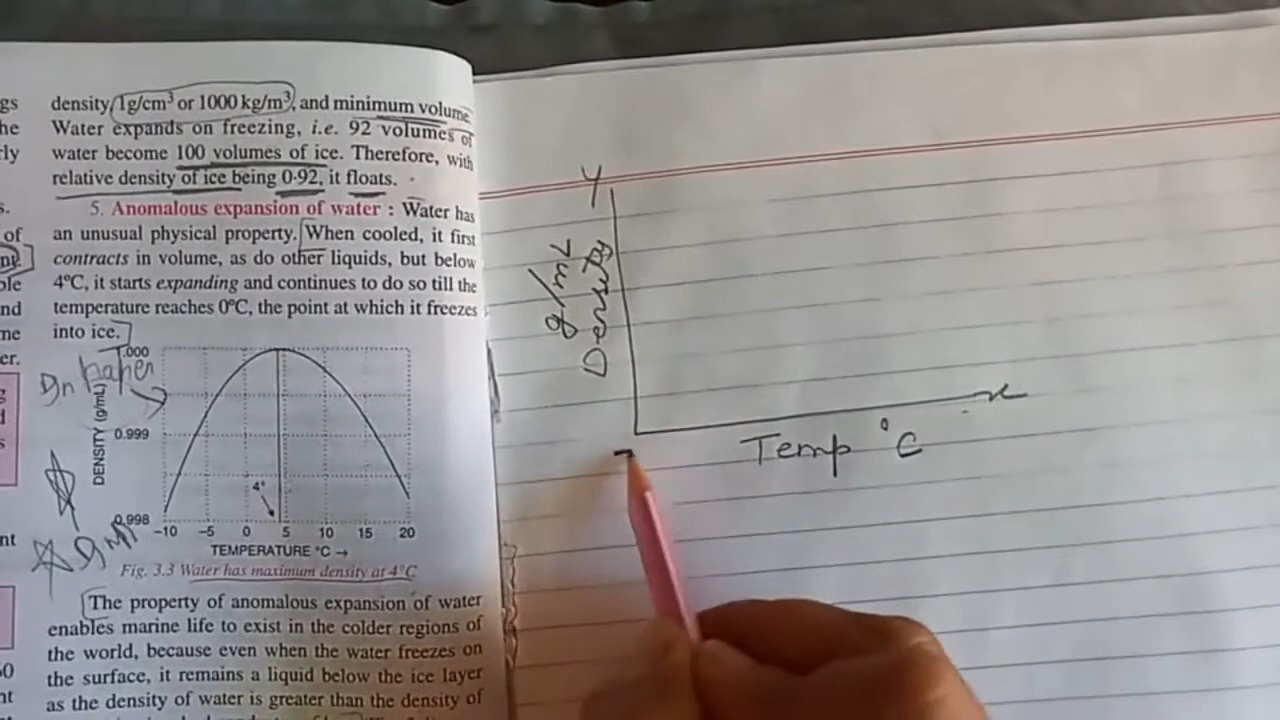 gs
he
rly
s.
of
ble
nd
me
er.
s
nt
50
nt
density 1g/cm³ or 1000 kg/m³, and minimum volume.
Water expands on freezing, i.e. 92 volumes of
water become 100 volumes of ice. Therefore, with
relative density of ice being 0·92, it floats.
5. Anomalous expansion of water : Water has
an unusual physical property. When cooled, it first
contracts in volume, as do other liquids, but below
4ºC, it starts expanding and continues to do so till the
temperature reaches 0ºC, the point at which it freezes
into ice.
1.000
0.999
0.998
DENSITY (g/mL)
4°
-10 -5 0 5 10 15 20
TEMPERATURE °C →
Fig. 3.3 Water has maximum density at 4°C
The property of anomalous expansion of water
enables marine life to exist in the colder regions of
the world, because even when the water freezes on
the surface, it remains a liquid below the ice layer
as the density of water is greater than the density of
Y
Density
x
Temp °C